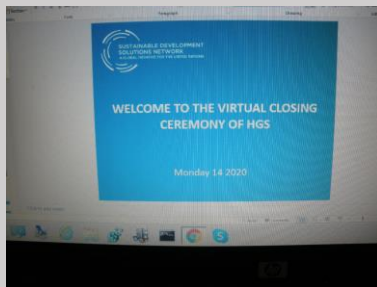 SUSTAINABLE DEVELOPMENT
SOLUTIONS NETWORK
WELCOME TO THE VIRTUAL CLOSING
CEREMONY OF HGS
Monday 14 2020